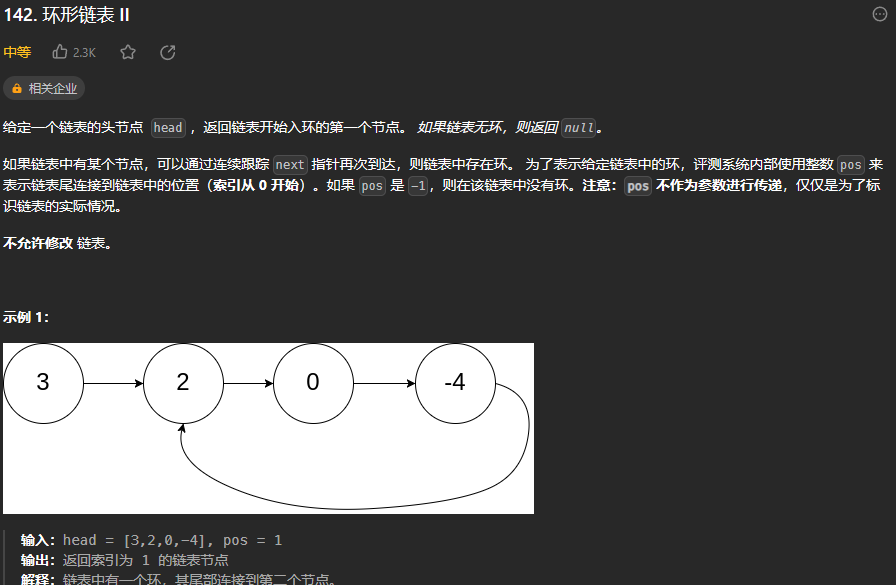 142. 环形链表 II
中等 2.3K
相关企业
给定一个链表的头节点 head ，返回链表开始入环的第一个节点。 如果链表无环，则返回 null。
如果链表中有某个节点，可以通过连续跟踪 next 指针再次到达，则链表中存在环。 为了表示给定链表中的环，评测系统内部使用整数 pos 来
表示链表尾连接到链表中的位置（索引从 0 开始）。如果 pos 是 -1，则在该链表中没有环。注意：pos 不作为参数进行传递，仅仅是为了标
识链表的实际情况。
不允许修改 链表。
示例 1：
3 2 0 -4
输入：head = [3,2,0,-4], pos = 1
输出：返回索引为 1 的链表节点
解释：链表中有一个环，其尾部连接到第二个节点。